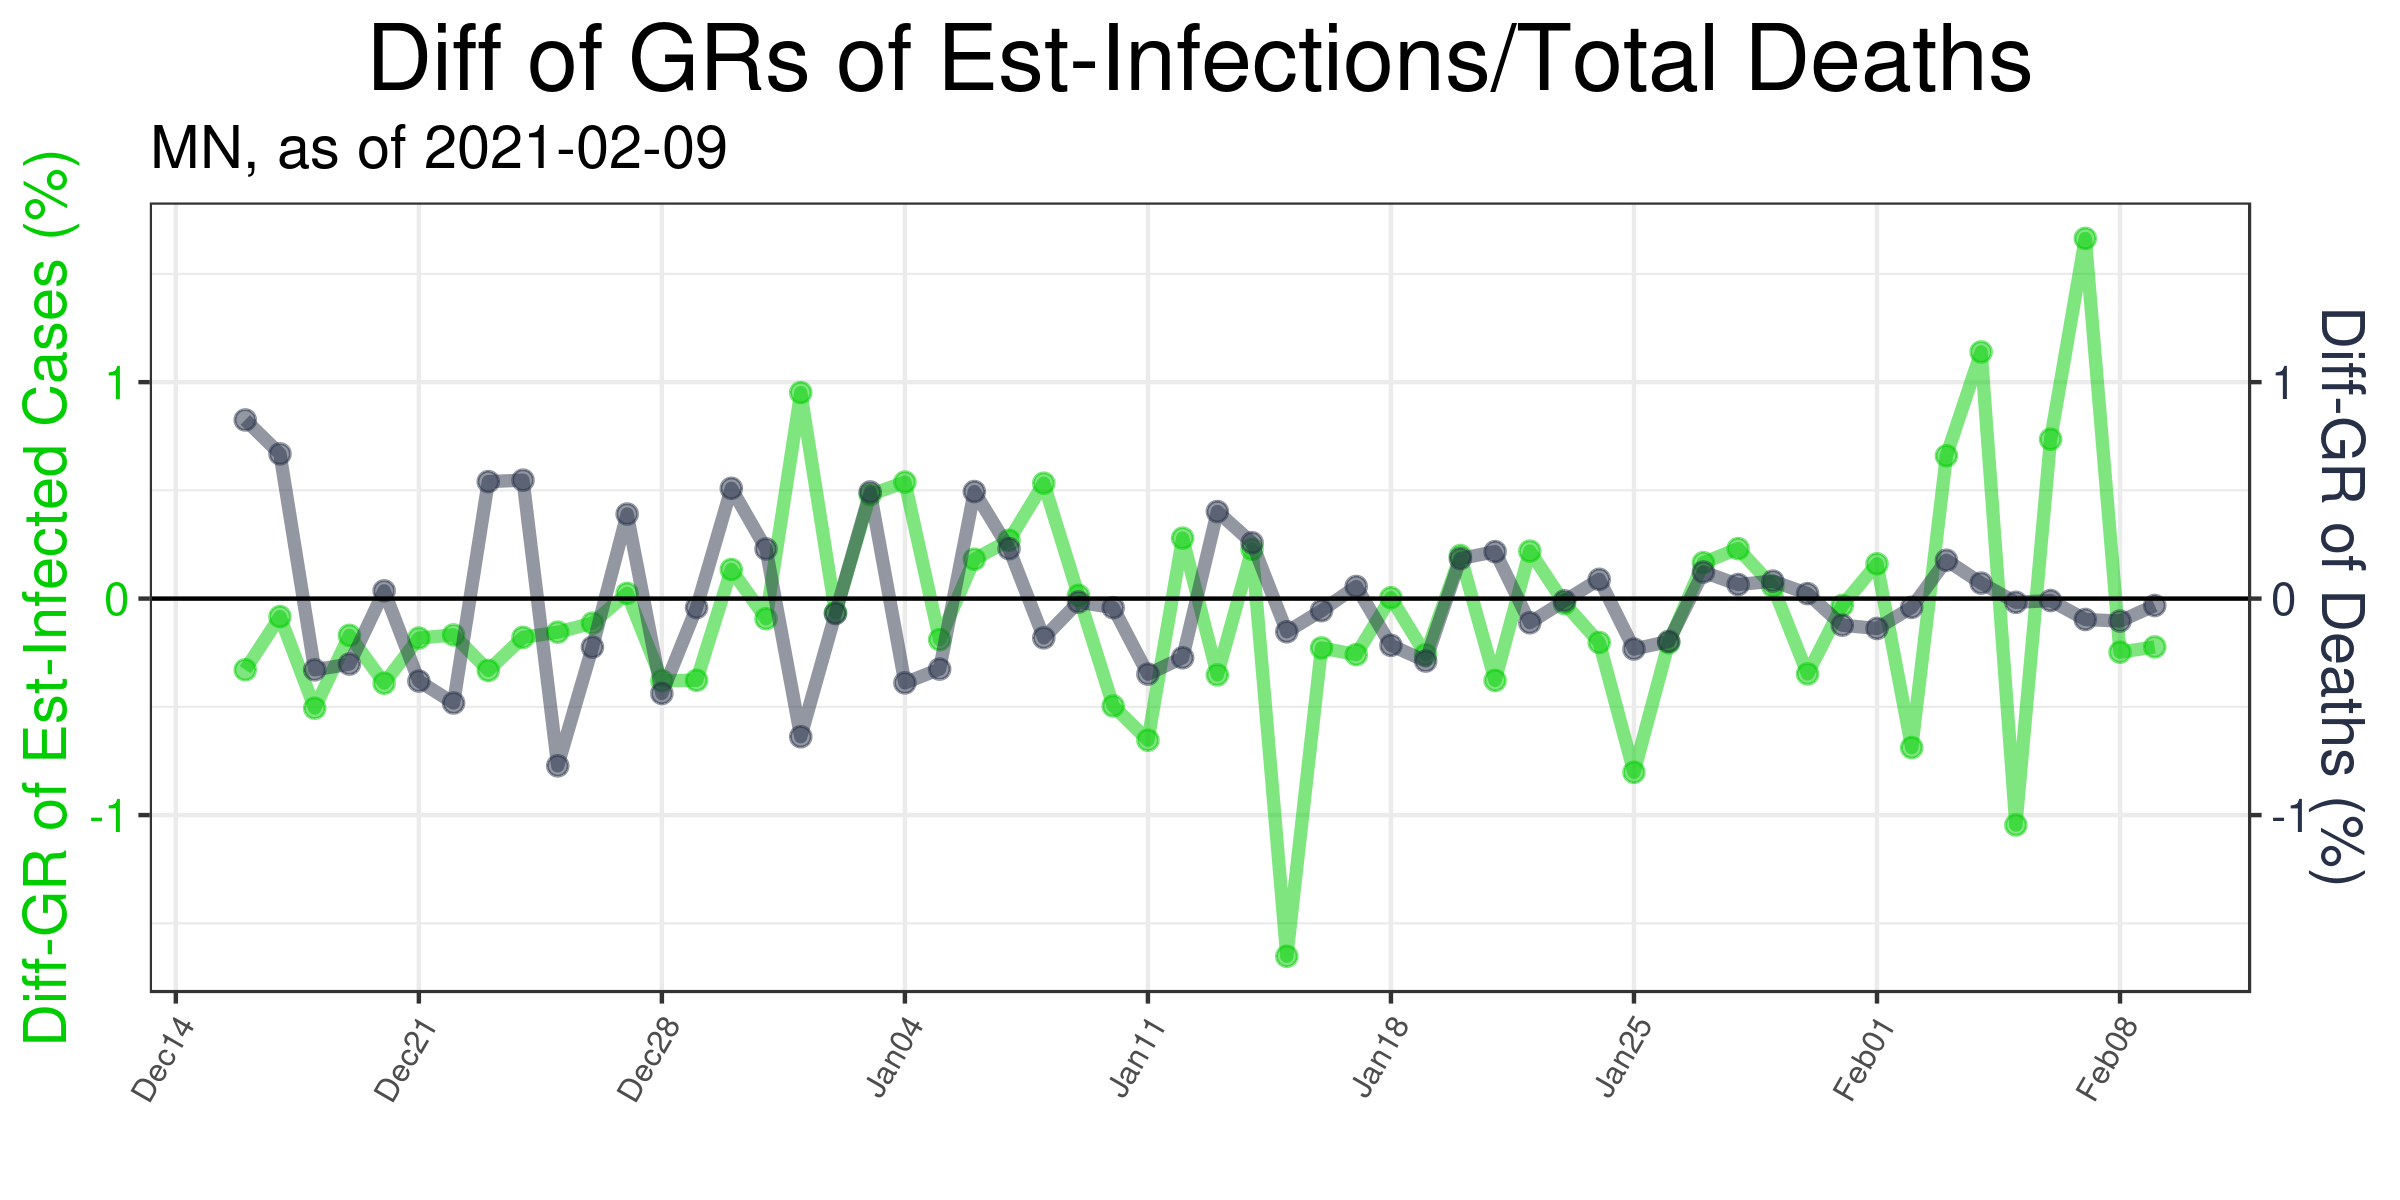 Diff of GRs of Est-Infections/Total Deaths
MN, as of 2021-02-09
Diff-GR of Est-Infected Cases (%)
1
0
-1
1
0
-1
Diff-GR of Deaths (%)
Dec14
Dec21
Dec28
Jan04
Jan11
Jan18
Jan25
Feb01
Feb08